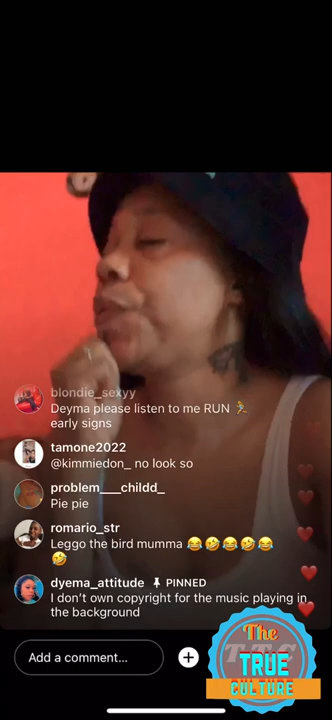 blondie_sexyy
Deyma please listen to me RUN 🏃
early signs
tamone2022
@kimmiedon_ no look so
problem___childd_
Pie pie
romario_str
Leggo the bird mumma 😂🤣😂🤣😂
🤣
dyema_attitude 📌 PINNED
I don't own copyright for the music playing in
the background
Add a comment...
The
TRUE
CULTURE